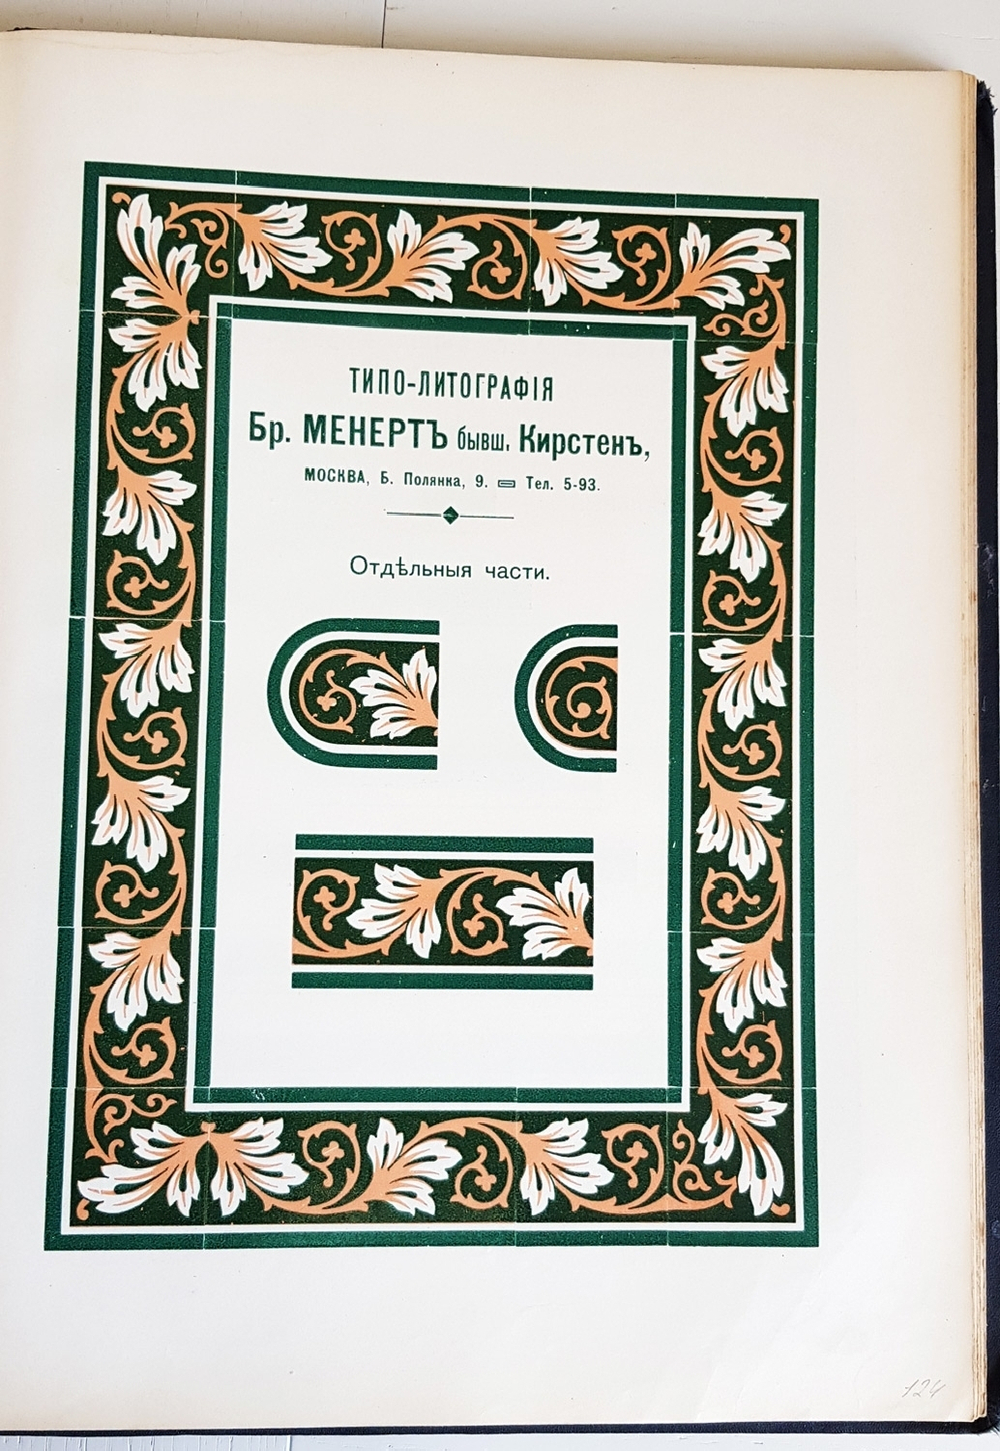 ТИПО-ЛИТОГРАФІЯ
Бр. МЕНЕРТЪ бывш. Кирстенъ,
МОСКВА, Б. Полянка, 9. Тел. 5-93.
Отдѣльныя части.
124